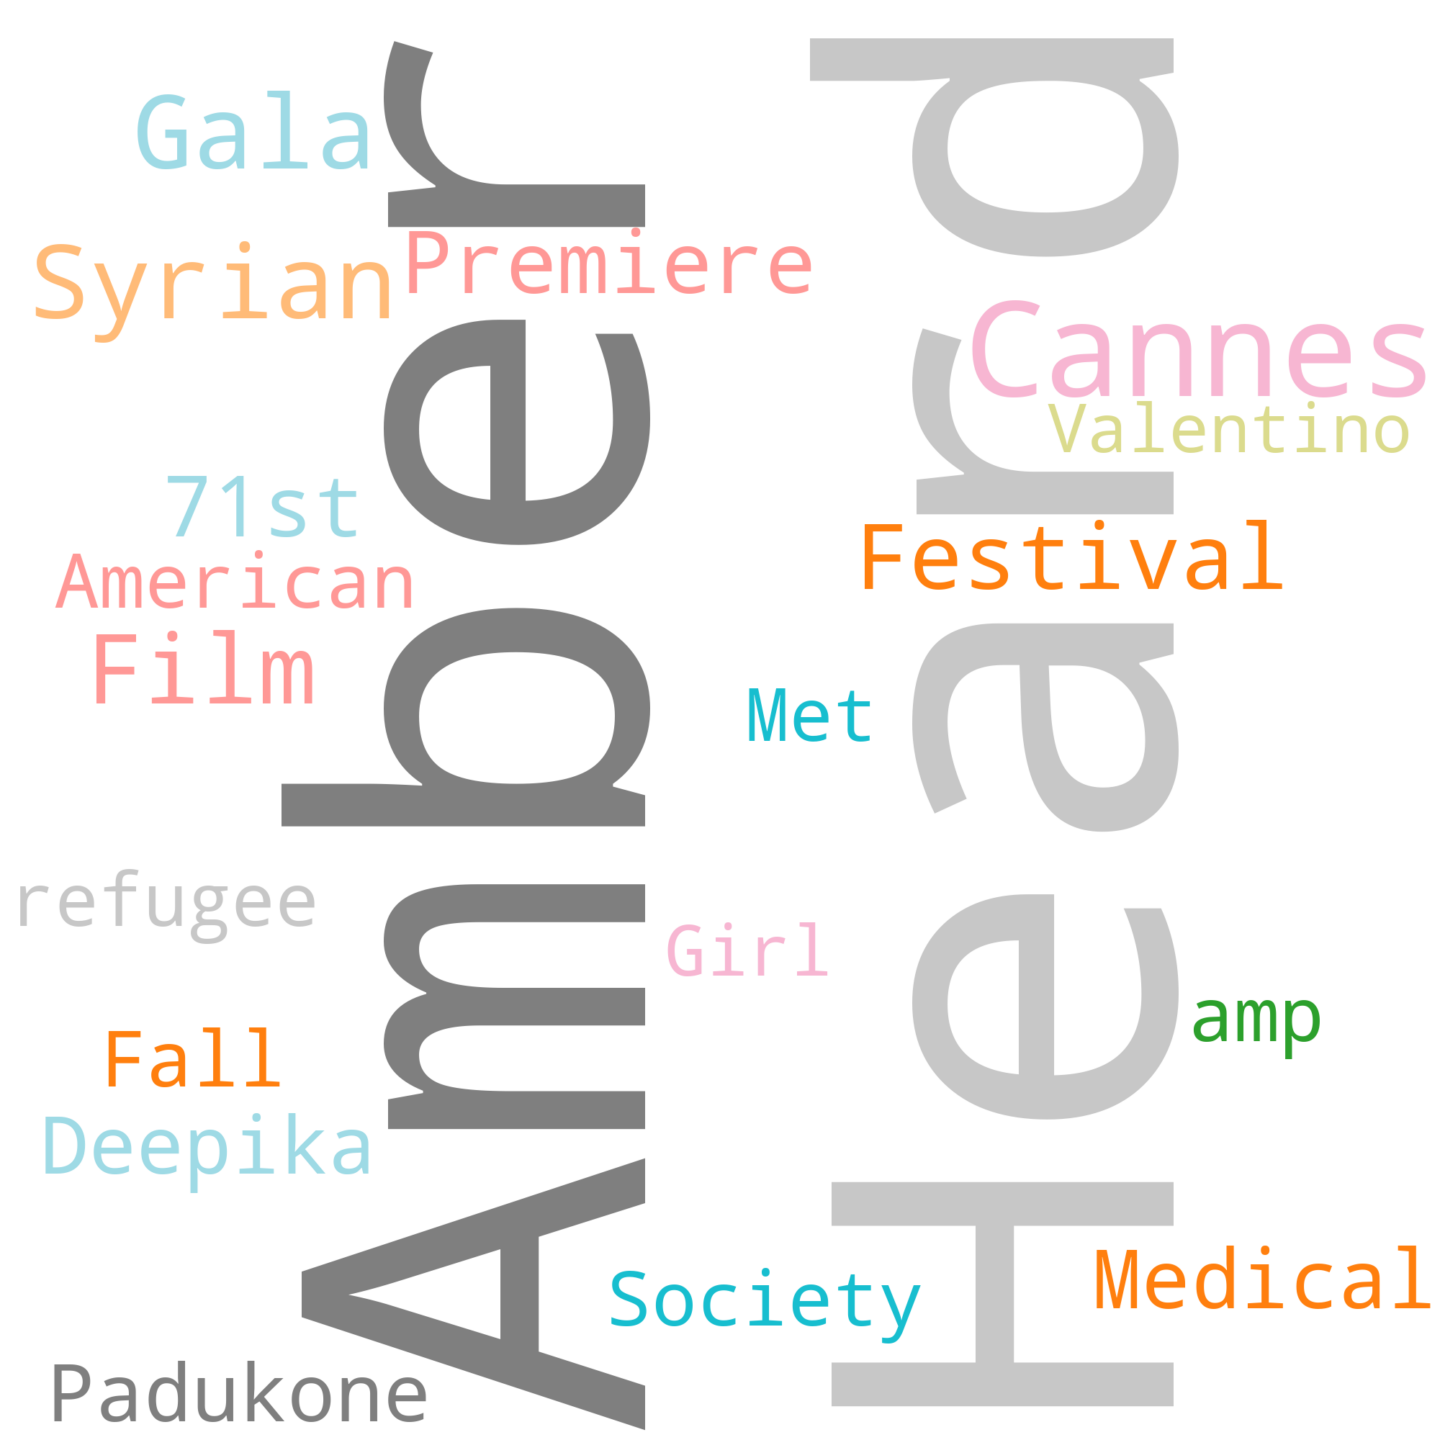 Gala
Syrian
Premiere
Cannes
Valentino
71st
Festival
American
Film
Met
refugee
Girl
amp
Fall
Deepika
Society
Medical
Padukone
Amber
Heard